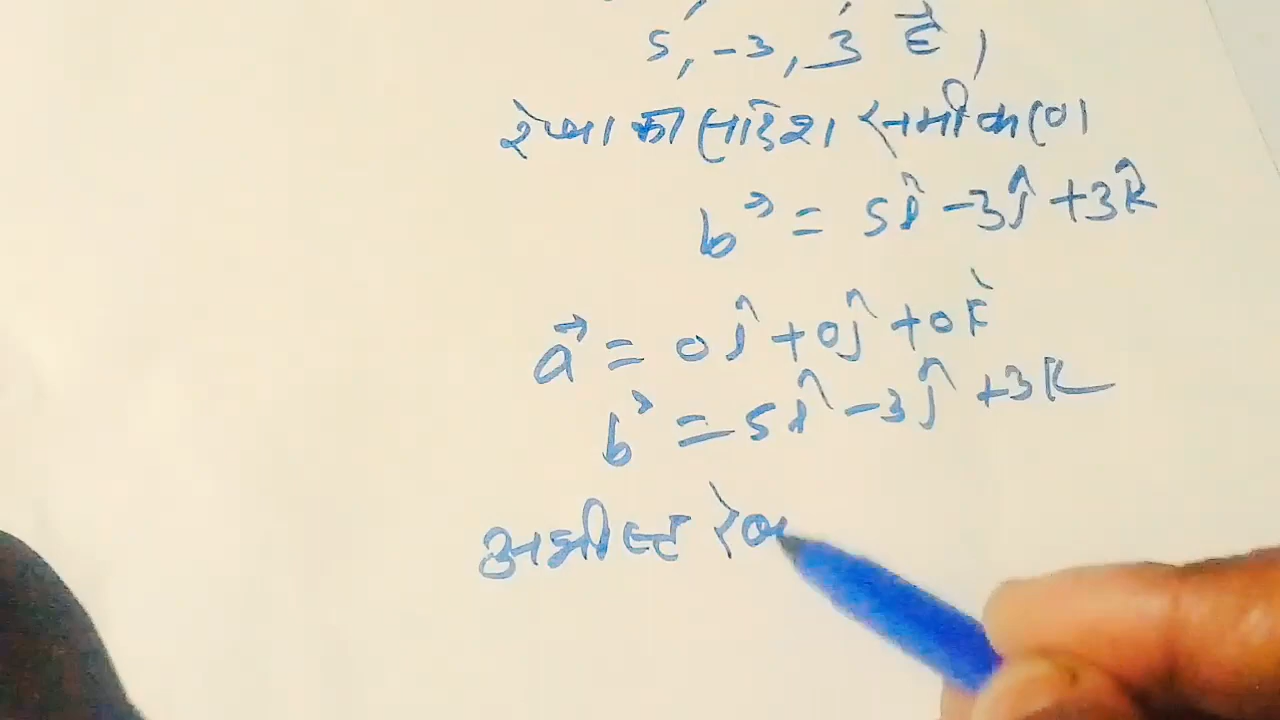 5, -3, 3 है,
रेखा का सदिश समीकरण
b⃗ = 5î -3ĵ +3k̂
a⃗ = 0î +0ĵ +0k̂
b⃗ = 5î -3ĵ +3k
अभीष्ट रेखा